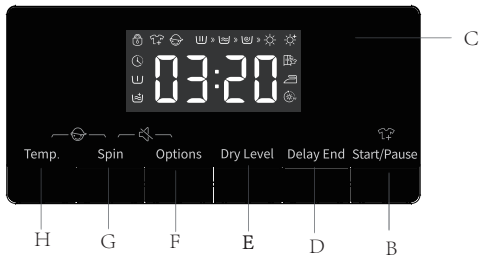 C
03:20
Temp. Spin Options Dry Level Delay End Start/Pause
H G F E D B